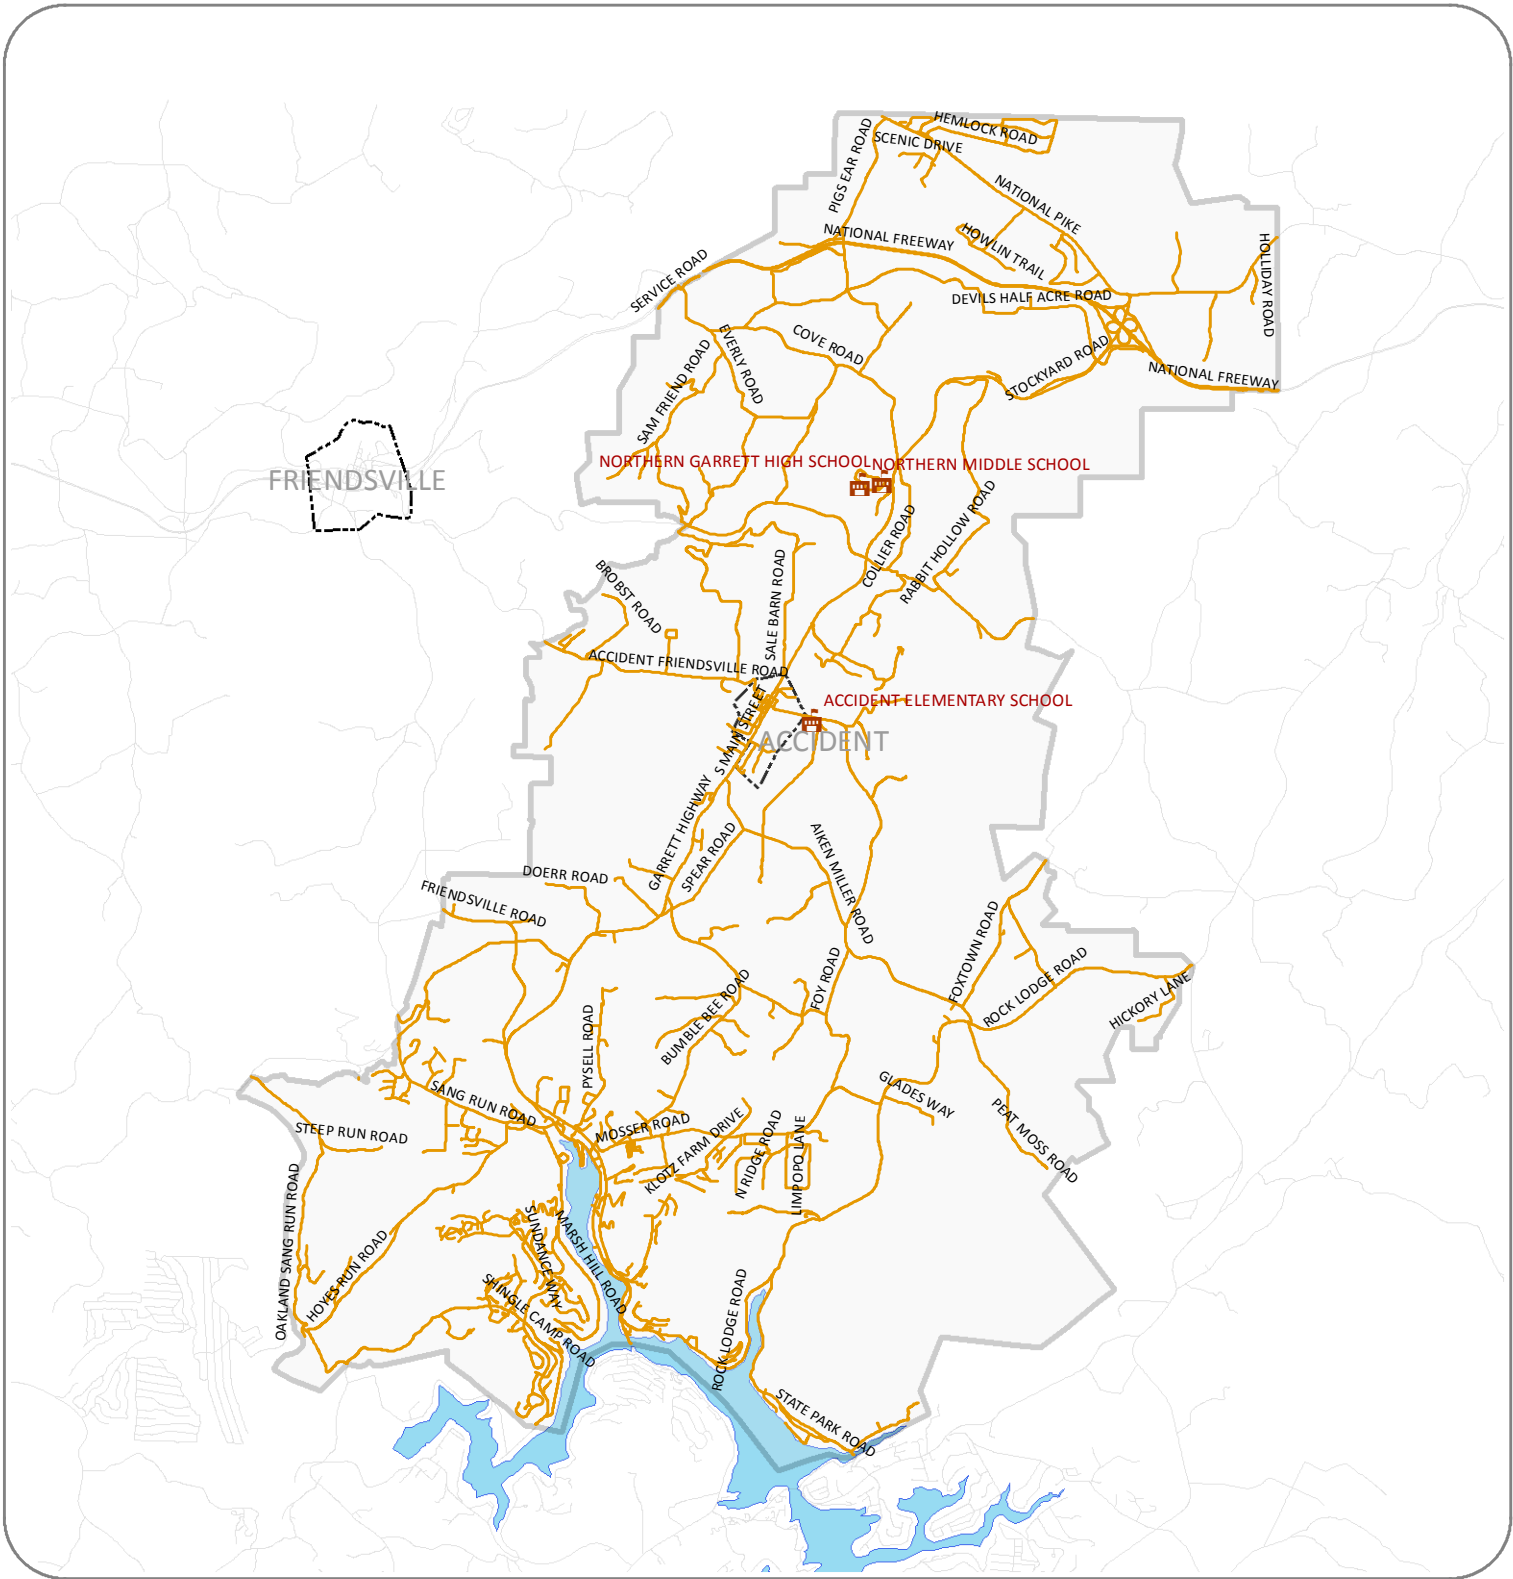 HEMLOCK ROAD
SCENIC DRIVE
PIGS EAR ROAD
NATIONAL PIKE
NATIONAL FREEWAY
HOWLIN TRAIL
HOLLIDAY ROAD
SERVICE ROAD
DEVILS HALF ACRE ROAD
COVE ROAD
EVERLY ROAD
STOCKYARD ROAD
NATIONAL FREEWAY
SAM FRIEND ROAD
NORTHERN GARRETT HIGH SCHOOL
NORTHERN MIDDLE SCHOOL
FRIENDSVILLE
COLLIER ROAD
RABBIT HOLLOW ROAD
BROBST ROAD
SALE BARN ROAD
ACCIDENT FRIENDSVILLE ROAD
ACCIDENT ELEMENTARY SCHOOL
S MAIN STREET
ACCIDENT
GARRETT HIGHWAY
SPEAR ROAD
AIKEN MILLER ROAD
DOERR ROAD
FRIENDSVILLE ROAD
FOXTOWN ROAD
ROCK LODGE ROAD
HICKORY LANE
FOY ROAD
BUMBLE BEE ROAD
PYSELL ROAD
GLADES WAY
PEAT MOSS ROAD
SANG RUN ROAD
MOSSER ROAD
KLOTZ FARM DRIVE
N RIDGE ROAD
LIMPOPO LANE
STEEP RUN ROAD
OAKLAND SANG RUN ROAD
HOYES RUN ROAD
SUNDANCE WAY
MARSH HILL ROAD
SHINGLE CAMP ROAD
ROCK LODGE ROAD
STATE PARK ROAD